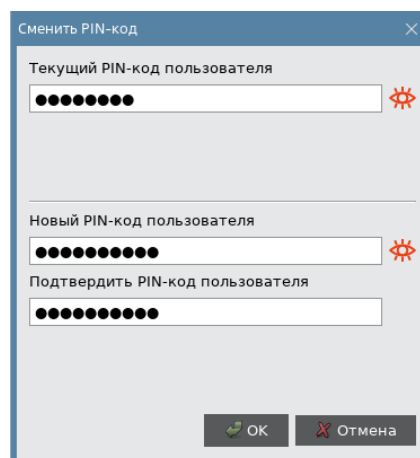 Сменить PIN-код
Текущий PIN-код пользователя
●●●●●●●●
Новый PIN-код пользователя
●●●●●●●●●●
Подтвердить PIN-код пользователя
●●●●●●●●●●
OK Отмена